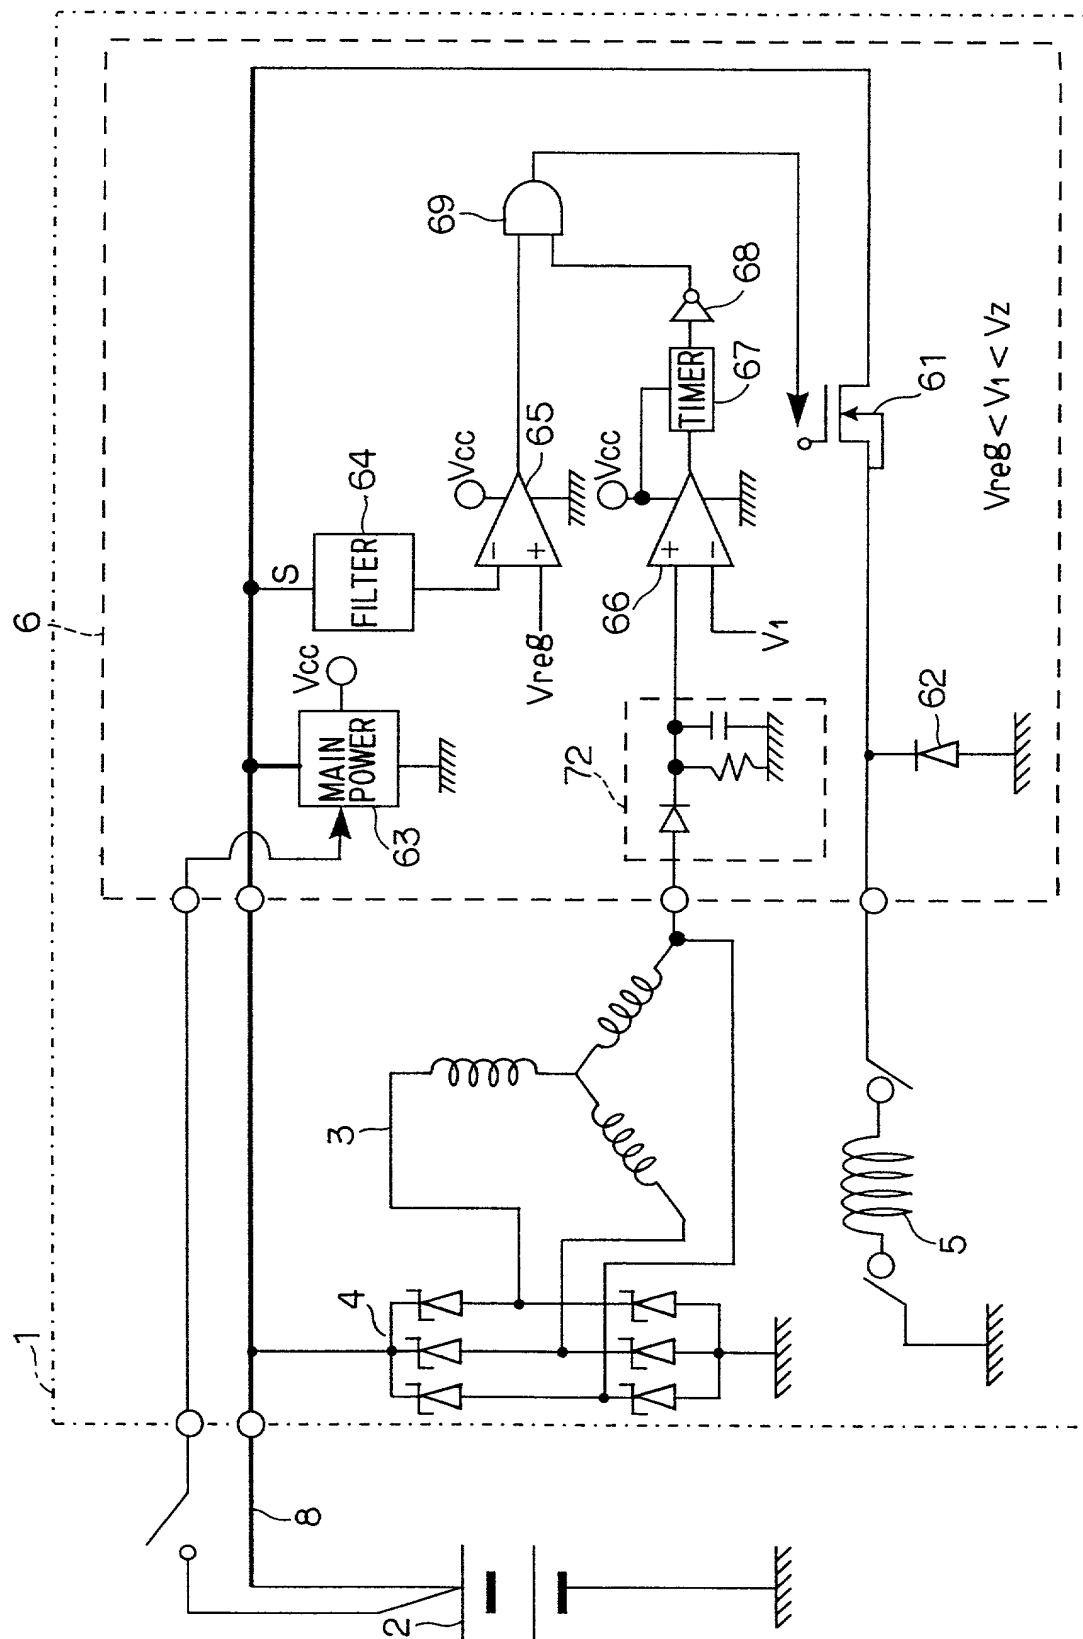 1
6
S
FILTER
64
MAIN
POWER
63
Vcc
Vreg
−
+
65
Vcc
69
72
66
+
−
V1
Vcc
TIMER
67
68
61
62
Vreg < V1 < Vz
3
4
5
8
2